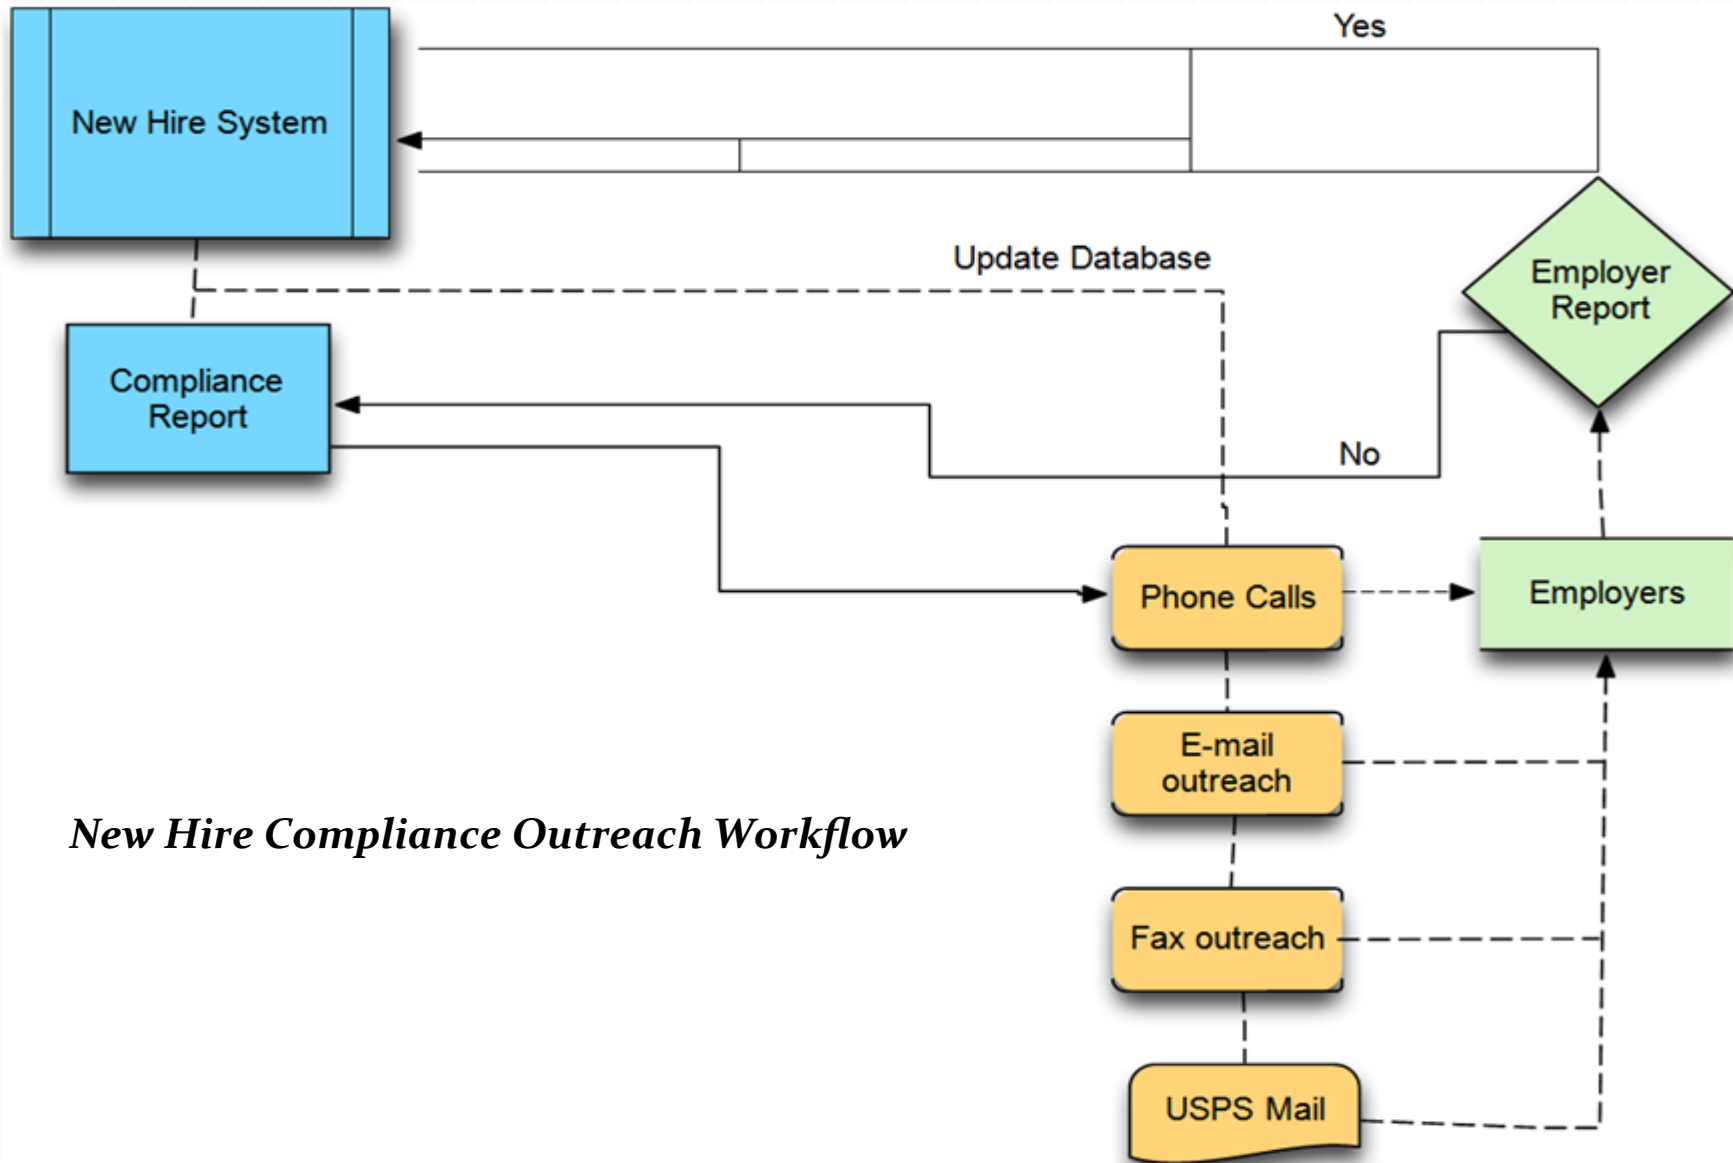 Yes
New Hire System
Update Database
Employer
Report
Compliance
Report
No
Phone Calls
Employers
E-mail
outreach
New Hire Compliance Outreach Workflow
Fax outreach
USPS Mail